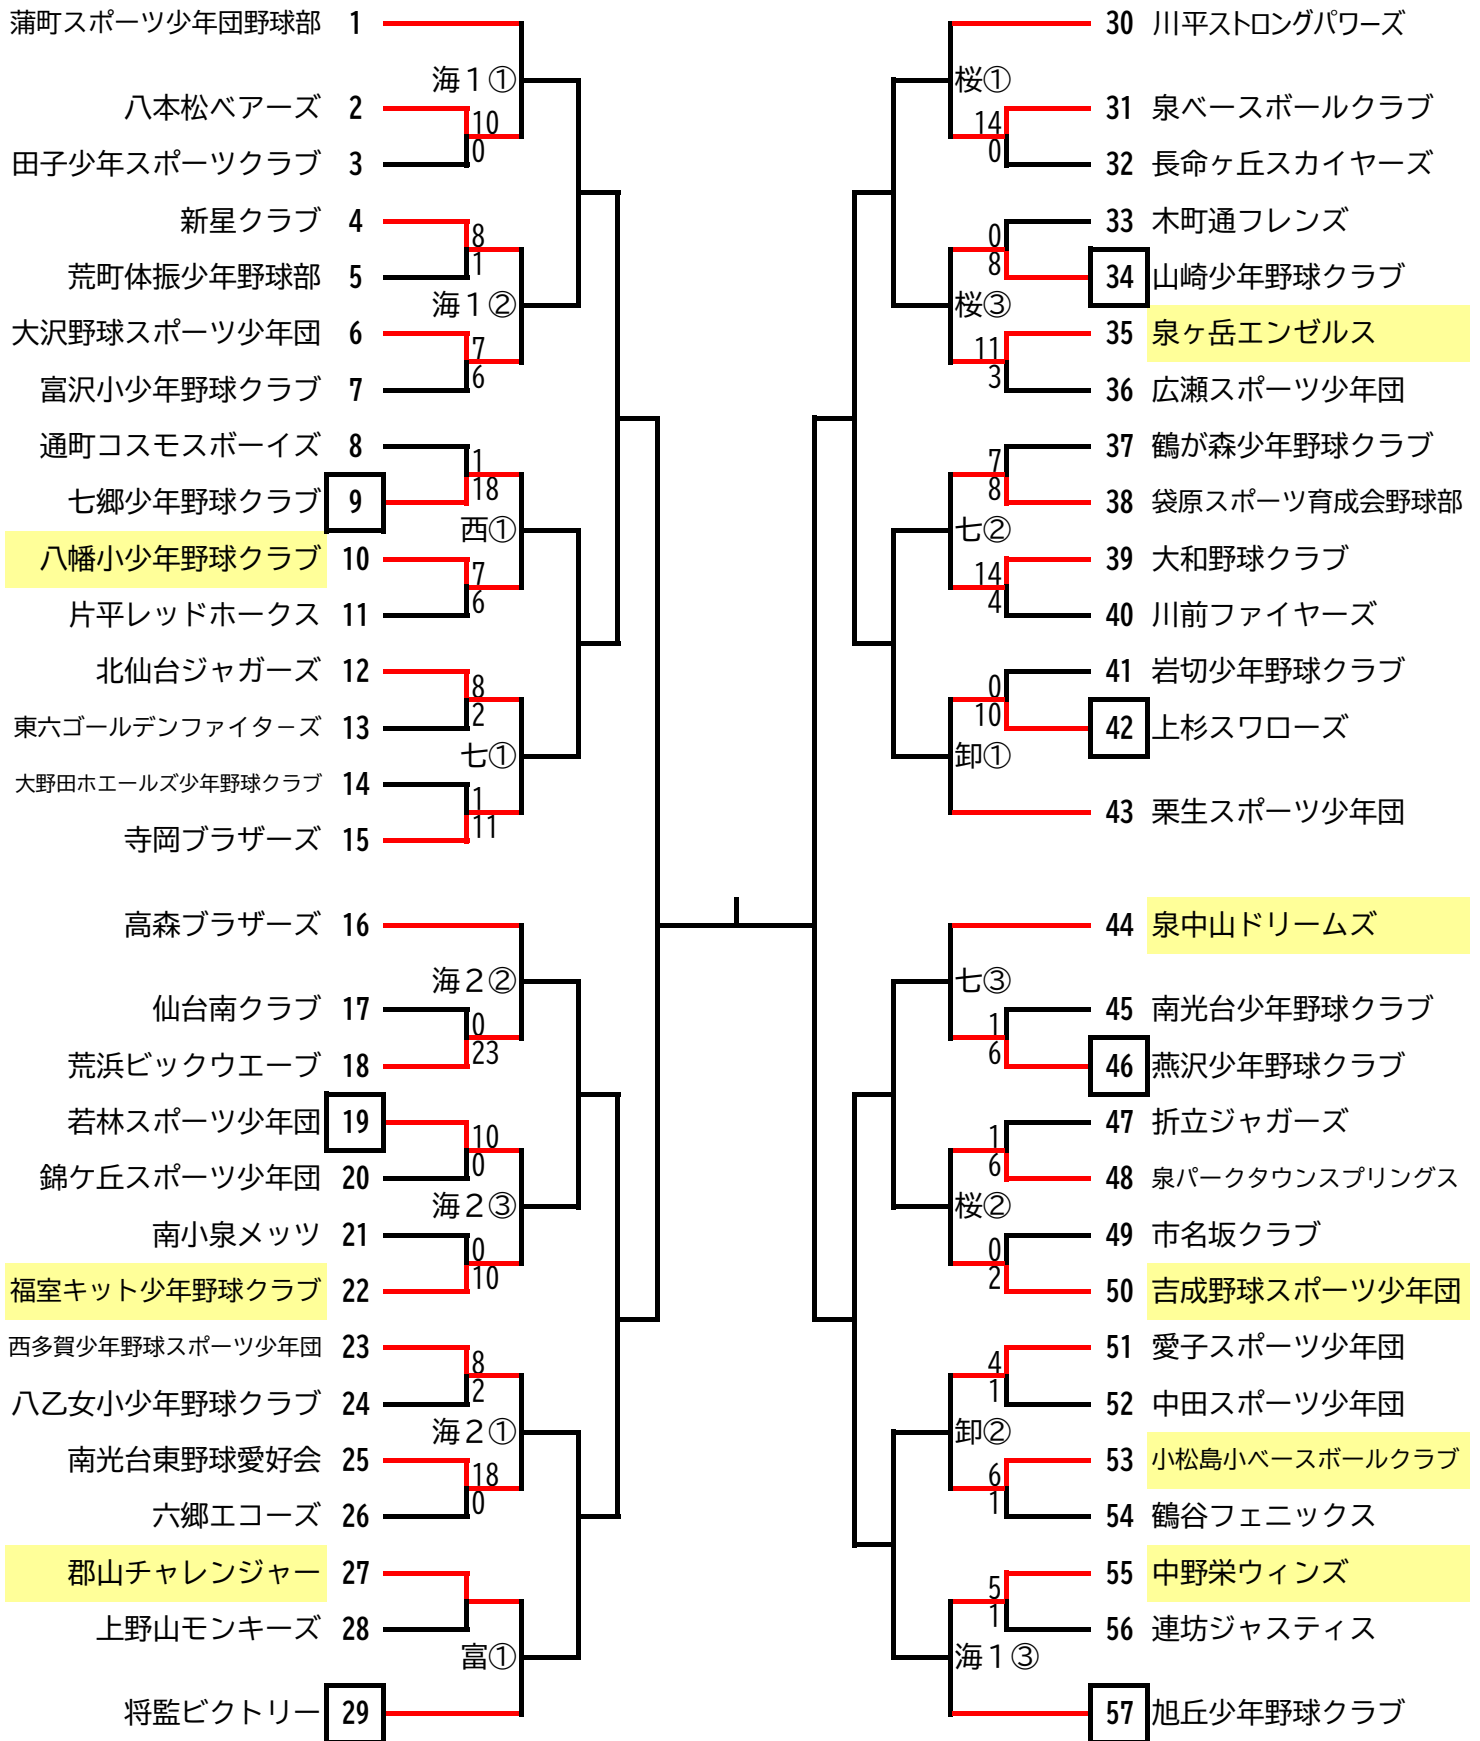 蒲町スポーツ少年団野球部 1
海1①
八本松ベアーズ 2
10
0
田子少年スポーツクラブ 3
新星クラブ 4
8
1
荒町体振少年野球部 5
海1②
大沢野球スポーツ少年団 6
7
6
富沢小少年野球クラブ 7
通町コスモスボーイズ 8
1
18
七郷少年野球クラブ 9
西①
八幡小少年野球クラブ 10
7
6
片平レッドホークス 11
北仙台ジャガーズ 12
8
2
東六ゴールデンファイターズ 13
七①
大野田ホエールズ少年野球クラブ 14
1
11
寺岡ブラザーズ 15
高森ブラザーズ 16
海2②
仙台南クラブ 17
0
23
荒浜ビックウエーブ 18
若林スポーツ少年団 19
10
0
錦ケ丘スポーツ少年団 20
海2③
南小泉メッツ 21
0
10
福室キット少年野球クラブ 22
西多賀少年野球スポーツ少年団 23
8
2
八乙女小少年野球クラブ 24
海2①
南光台東野球愛好会 25
18
0
六郷エコーズ 26
郡山チャレンジャー 27
上野山モンキーズ 28
富①
将監ビクトリー 29
30 川平ストロングパワーズ
桜①
31 泉ベースボールクラブ
14
0
32 長命ヶ丘スカイヤーズ
33 木町通フレンズ
0
8
34 山崎少年野球クラブ
桜③
35 泉ヶ岳エンゼルス
11
3
36 広瀬スポーツ少年団
37 鶴が森少年野球クラブ
7
8
38 袋原スポーツ育成会野球部
七②
39 大和野球クラブ
14
4
40 川前ファイヤーズ
41 岩切少年野球クラブ
0
10
42 上杉スワローズ
卸①
43 栗生スポーツ少年団
44 泉中山ドリームズ
七③
45 南光台少年野球クラブ
1
6
46 燕沢少年野球クラブ
47 折立ジャガーズ
1
6
48 泉パークタウンスプリングス
桜②
49 市名坂クラブ
0
2
50 吉成野球スポーツ少年団
51 愛子スポーツ少年団
4
1
52 中田スポーツ少年団
卸②
53 小松島小ベースボールクラブ
6
1
54 鶴谷フェニックス
55 中野栄ウィンズ
5
1
56 連坊ジャスティス
海1③
57 旭丘少年野球クラブ